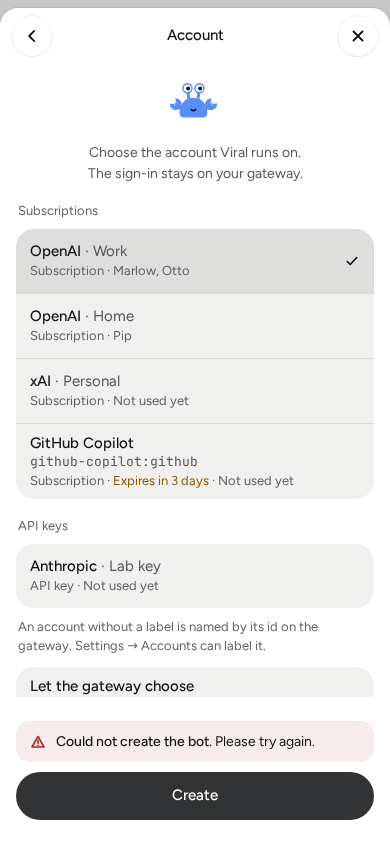 Account
Choose the account Viral runs on.
The sign-in stays on your gateway.
Subscriptions
OpenAI · Work
Subscription · Marlow, Otto
OpenAI · Home
Subscription · Pip
xAI · Personal
Subscription · Not used yet
GitHub Copilot
github-copilot:github
Subscription · Expires in 3 days · Not used yet
API keys
Anthropic · Lab key
API key · Not used yet
An account without a label is named by its id on the
gateway. Settings → Accounts can label it.
Let the gateway choose
Could not create the bot. Please try again.
Create